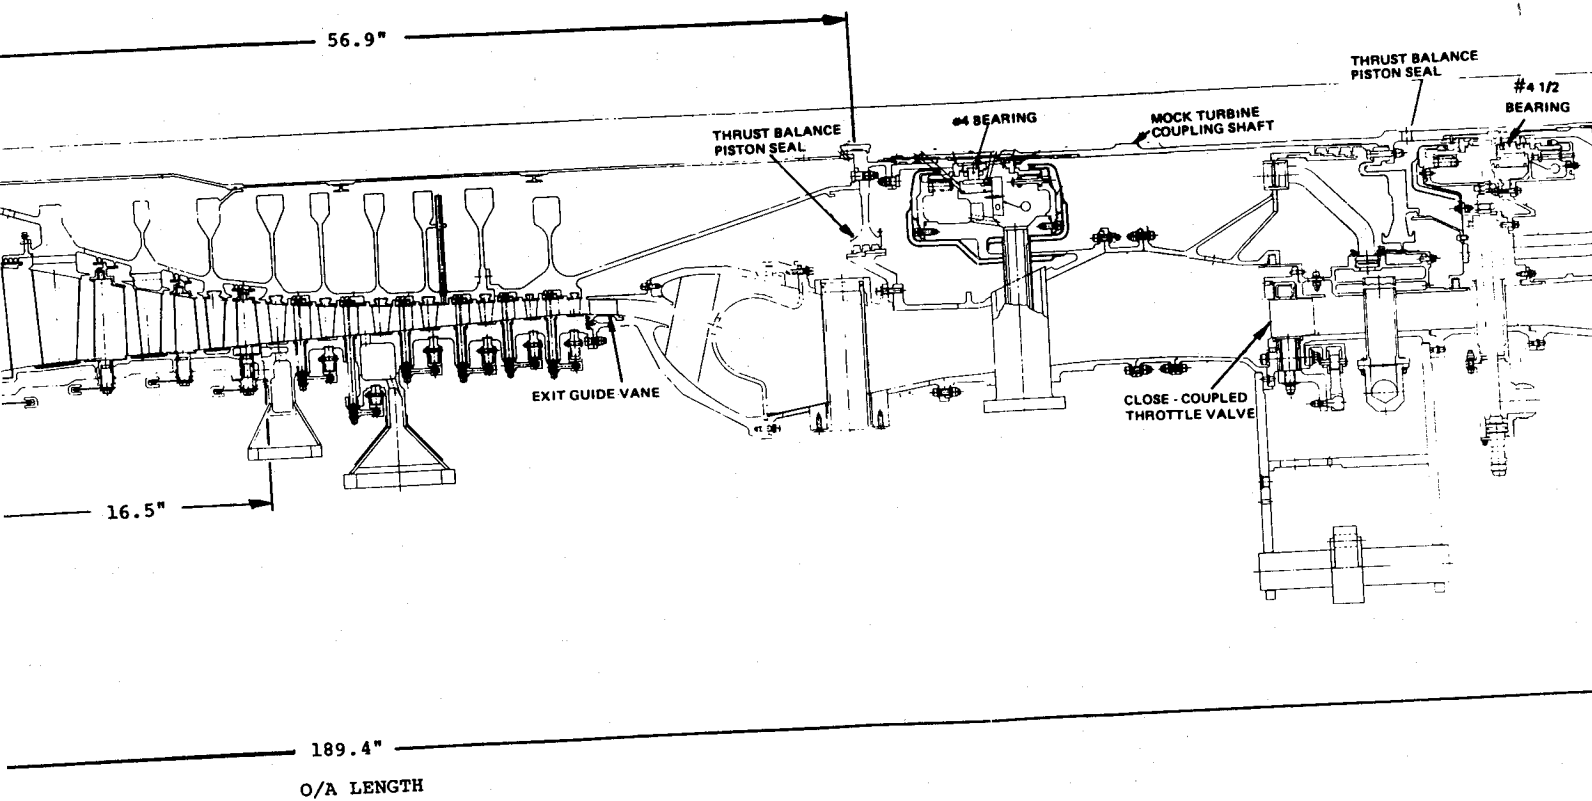 56.9"
THRUST BALANCE
PISTON SEAL
#4 1/2
BEARING
#4 BEARING
MOCK TURBINE
COUPLING SHAFT
THRUST BALANCE
PISTON SEAL
EXIT GUIDE VANE
CLOSE - COUPLED
THROTTLE VALVE
16.5"
189.4"
O/A LENGTH